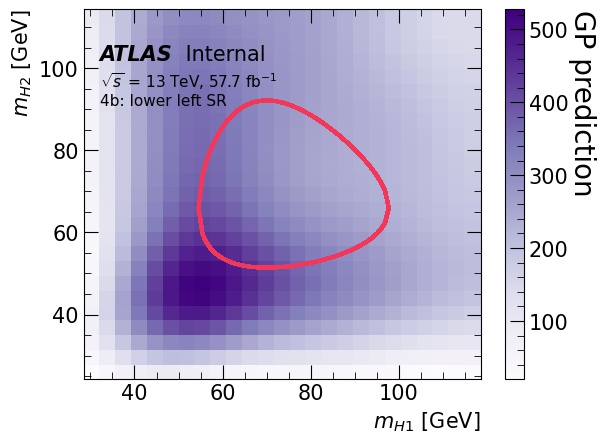 ATLAS Internal
√s = 13 TeV, 57.7 fb⁻¹
4b: lower left SR
m_H2 [GeV]
100
80
60
40
40 60 80 100
m_H1 [GeV]
500
400
300
200
100
GP prediction